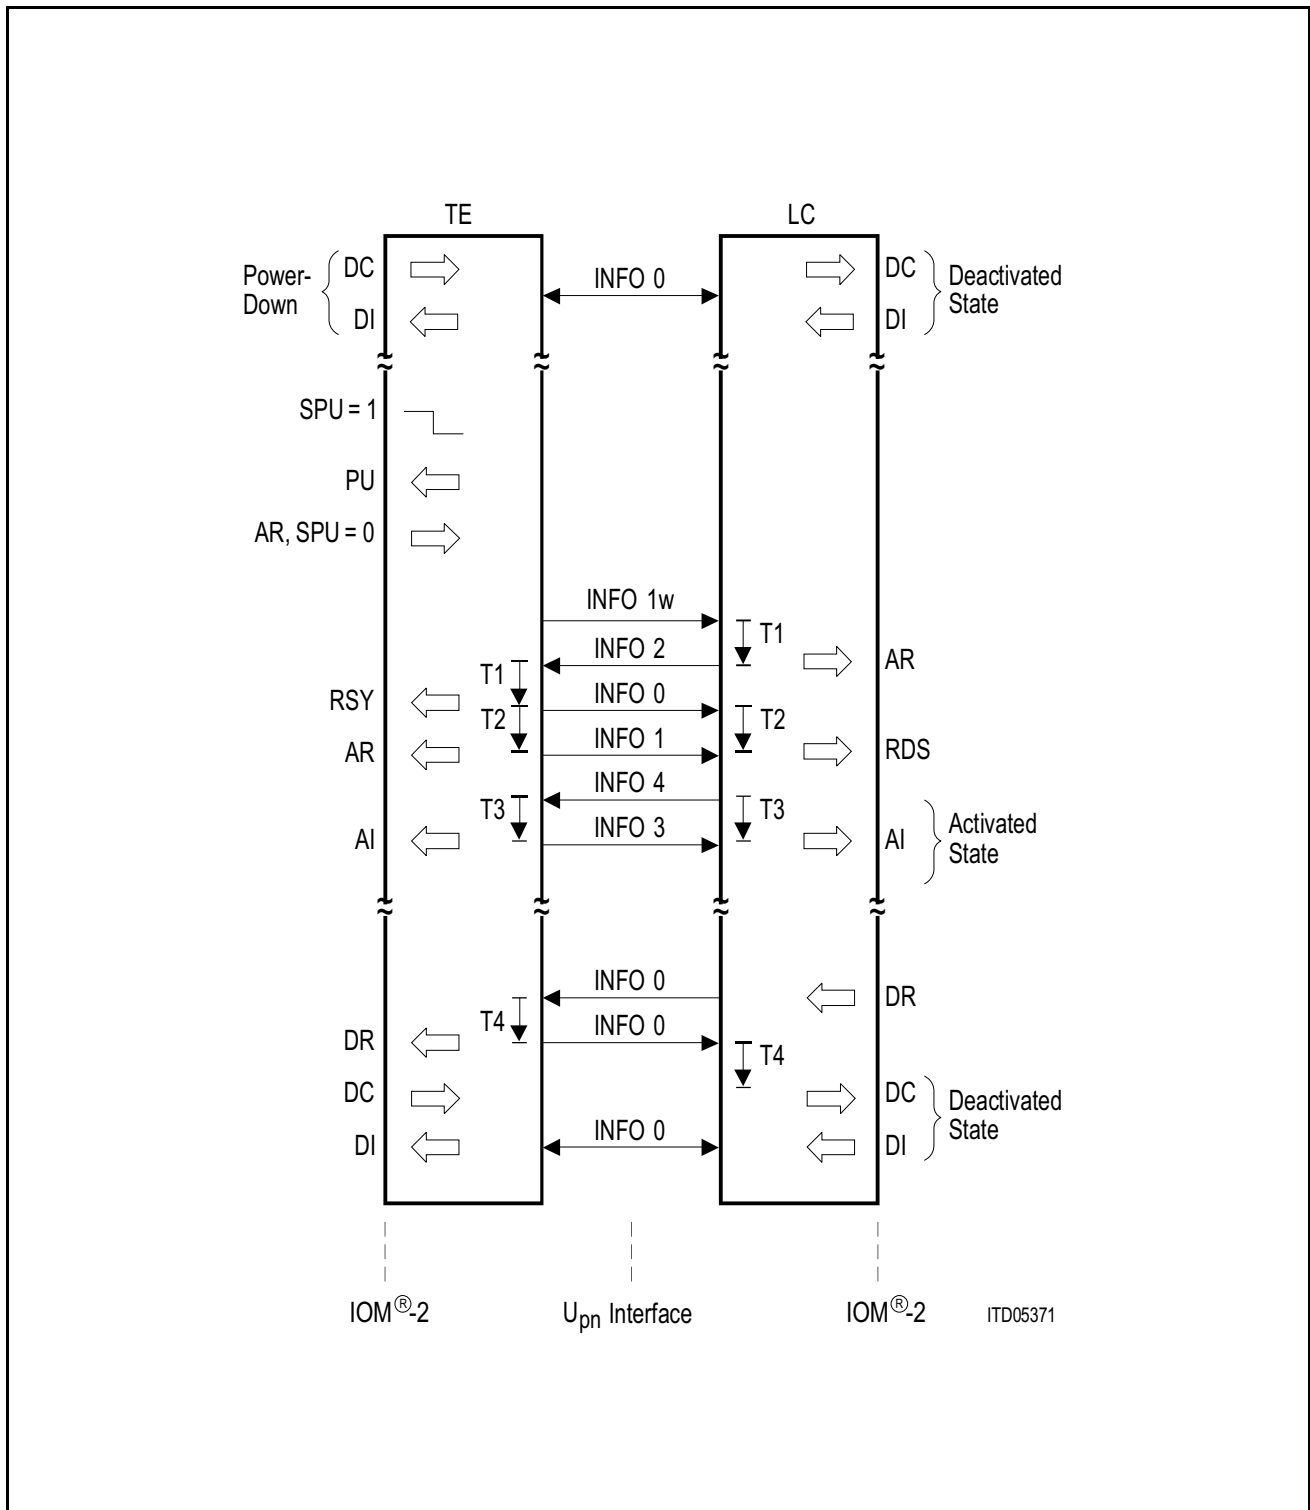 TE LC
Power-Down DC INFO 0 DC Deactivated State
DI DI
SPU = 1
PU
AR, SPU = 0
INFO 1w
T1
INFO 2
AR
T1
RSY
INFO 0
T2 T2
INFO 1
AR RDS
INFO 4
T3 T3
INFO 3
AI AI Activated State
INFO 0
DR
T4
INFO 0
DR
T4
DC DC Deactivated State
DI INFO 0 DI
IOM®-2 Upn Interface IOM®-2 ITD05371